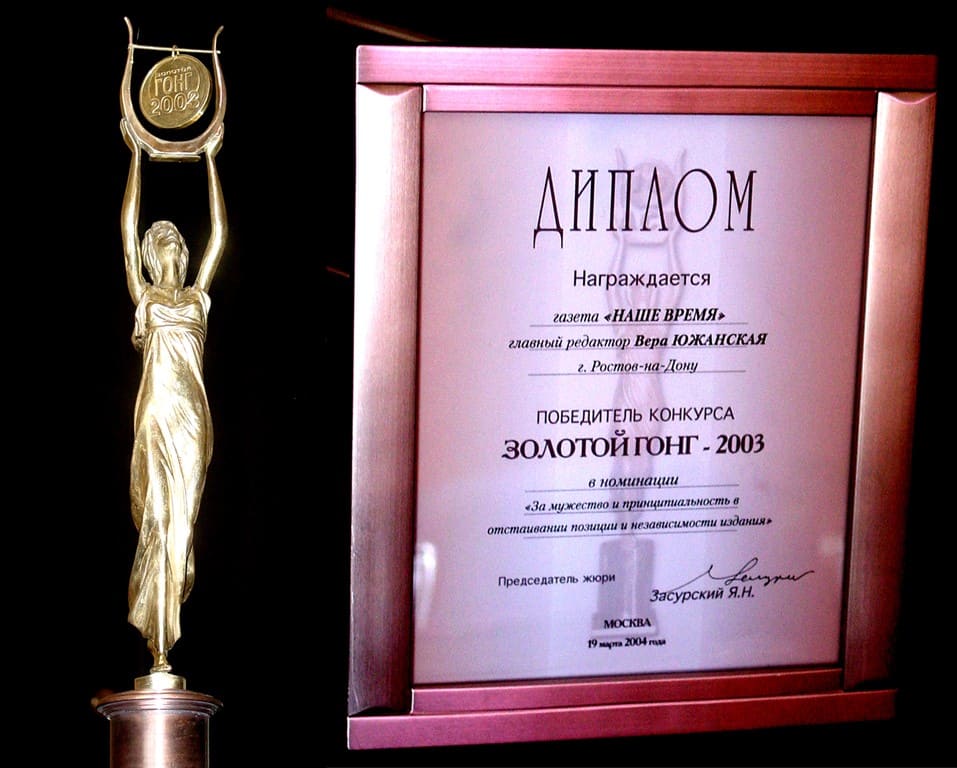 ЗОЛОТОЙ
ГОНГ
2003
ДИПЛОМ
Награждается
газета «НАШЕ ВРЕМЯ»
главный редактор Вера ЮЖАНСКАЯ
г. Ростов-на-Дону
ПОБЕДИТЕЛЬ КОНКУРСА
ЗОЛОТОЙ ГОНГ - 2003
в номинации
«За мужество и принципиальность в
отстаивании позиции и независимости издания»
Председатель жюри
Засурский Я.Н.
МОСКВА
19 марта 2004 года